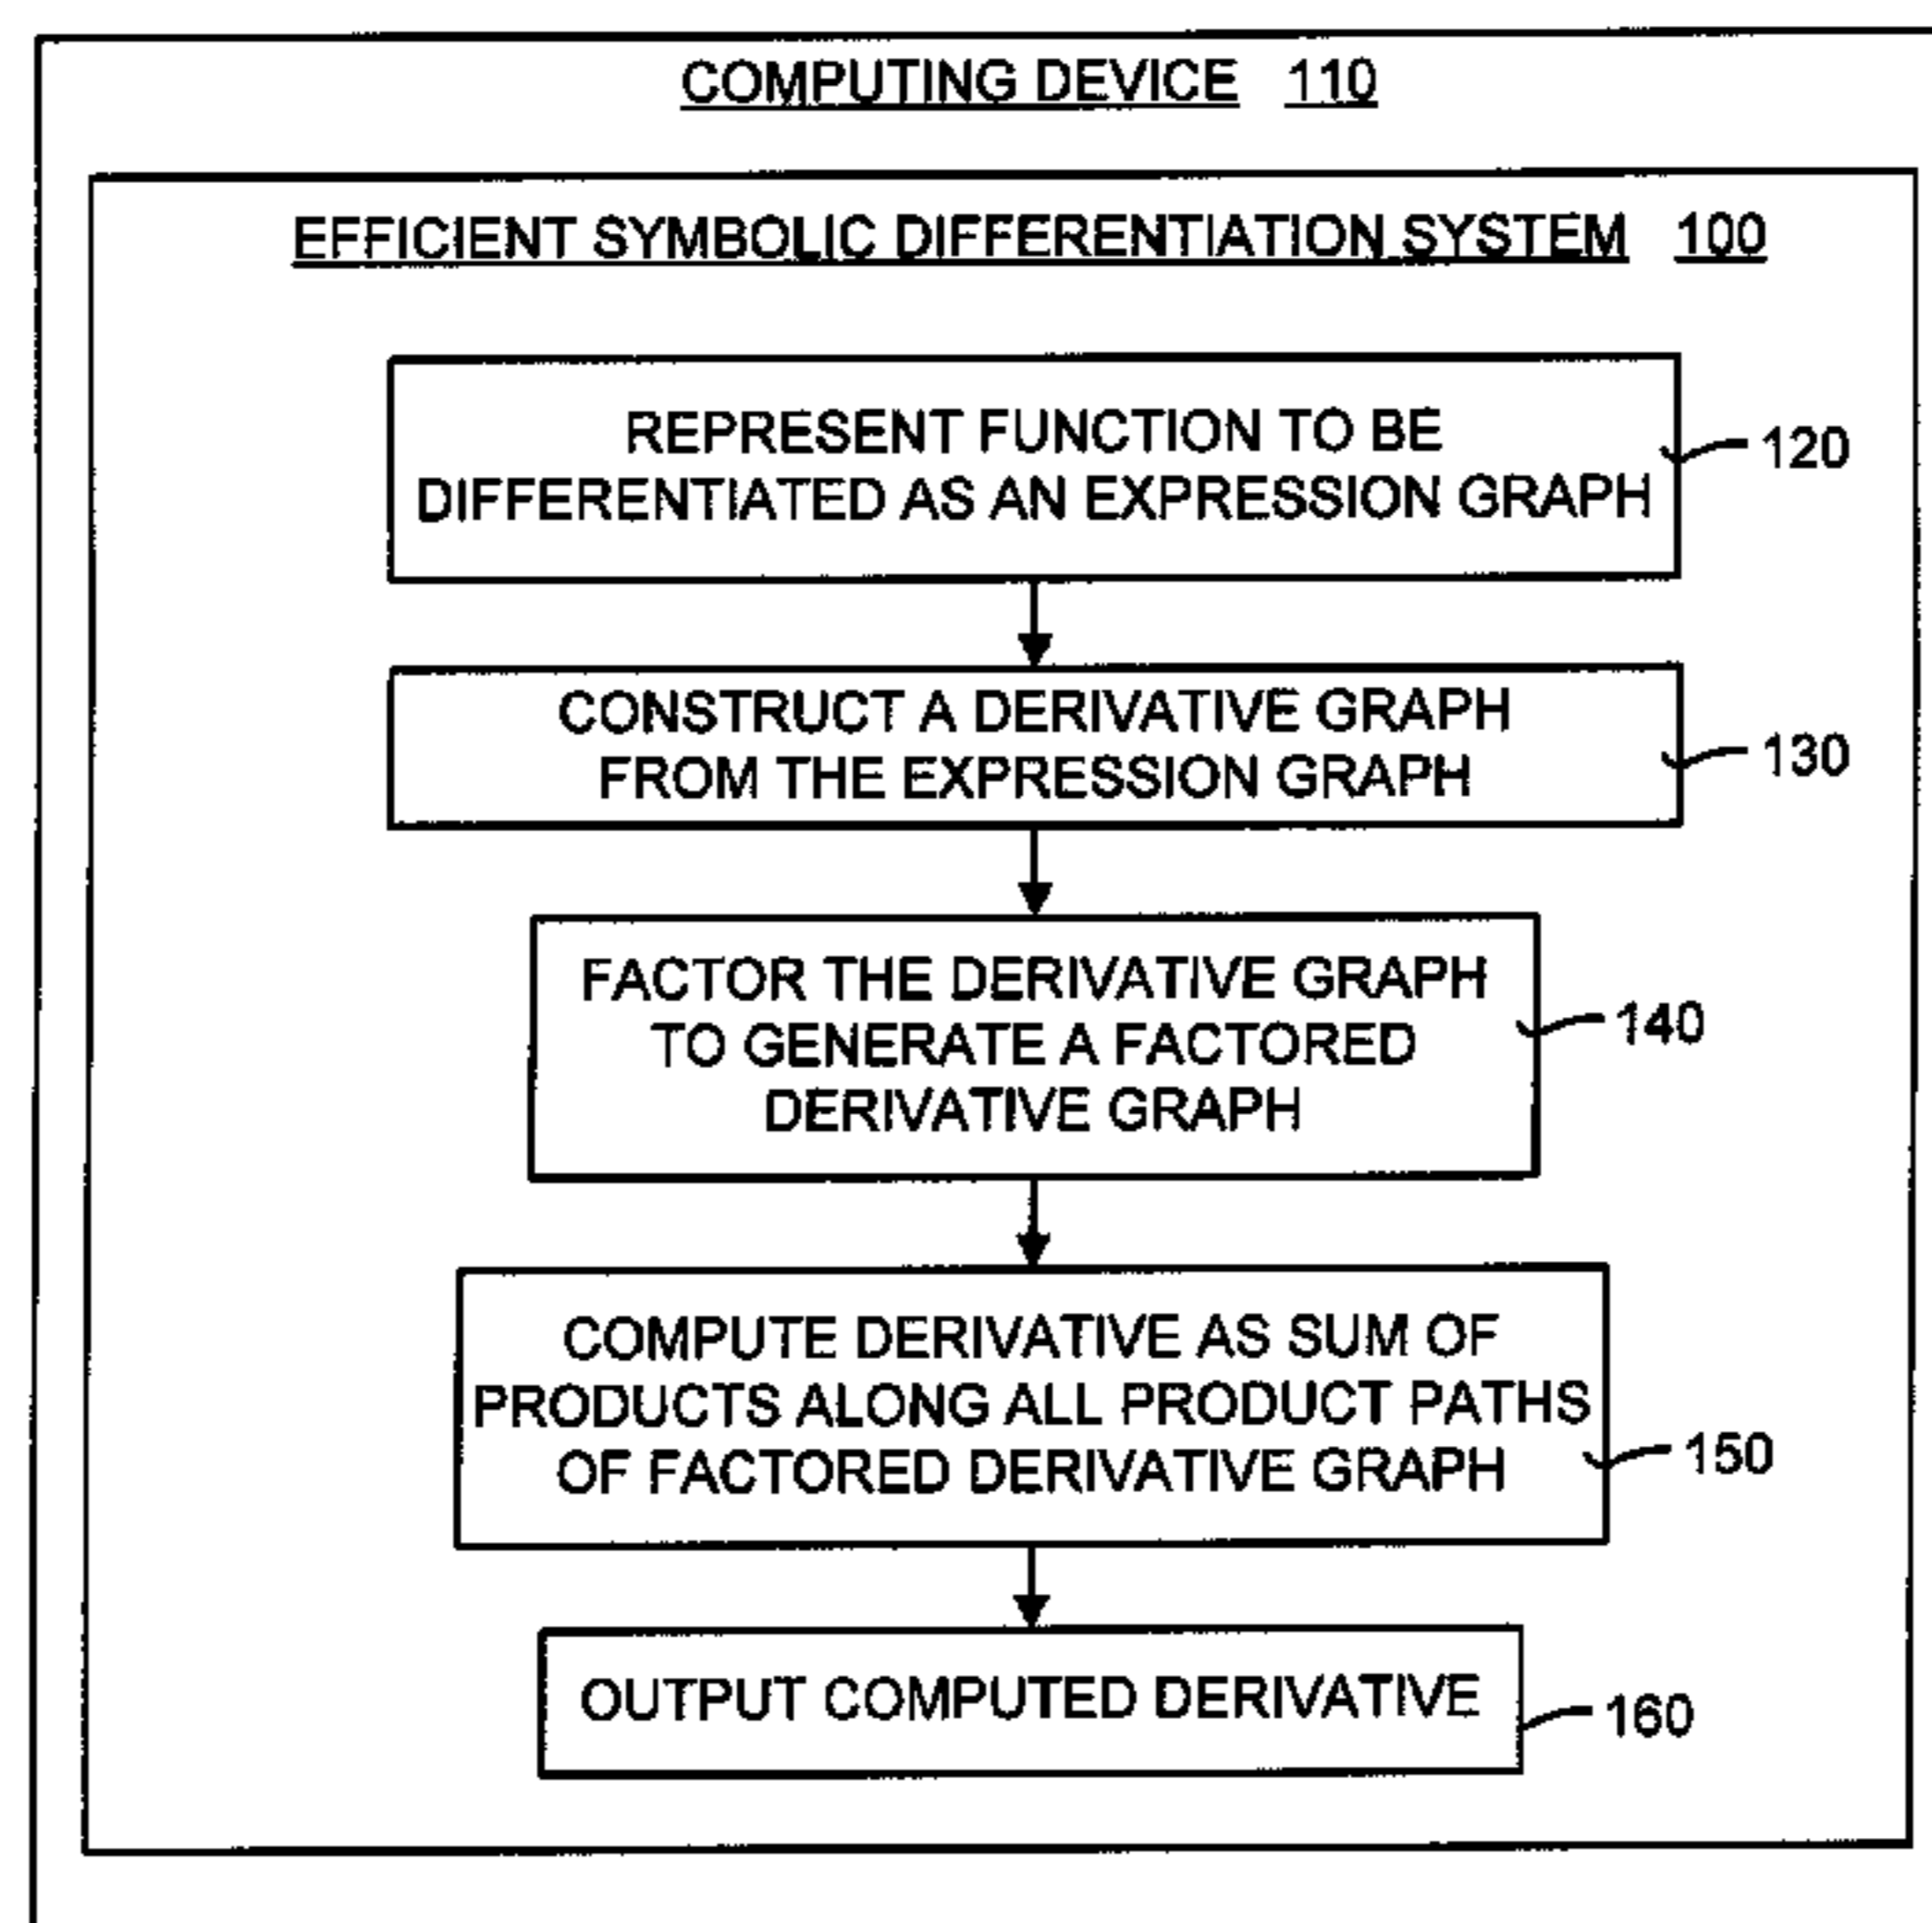 COMPUTING DEVICE 110
EFFICIENT SYMBOLIC DIFFERENTIATION SYSTEM 100
REPRESENT FUNCTION TO BE
DIFFERENTIATED AS AN EXPRESSION GRAPH
120
CONSTRUCT A DERIVATIVE GRAPH
FROM THE EXPRESSION GRAPH
130
FACTOR THE DERIVATIVE GRAPH
TO GENERATE A FACTORED
DERIVATIVE GRAPH
140
COMPUTE DERIVATIVE AS SUM OF
PRODUCTS ALONG ALL PRODUCT PATHS
OF FACTORED DERIVATIVE GRAPH
150
OUTPUT COMPUTED DERIVATIVE
160